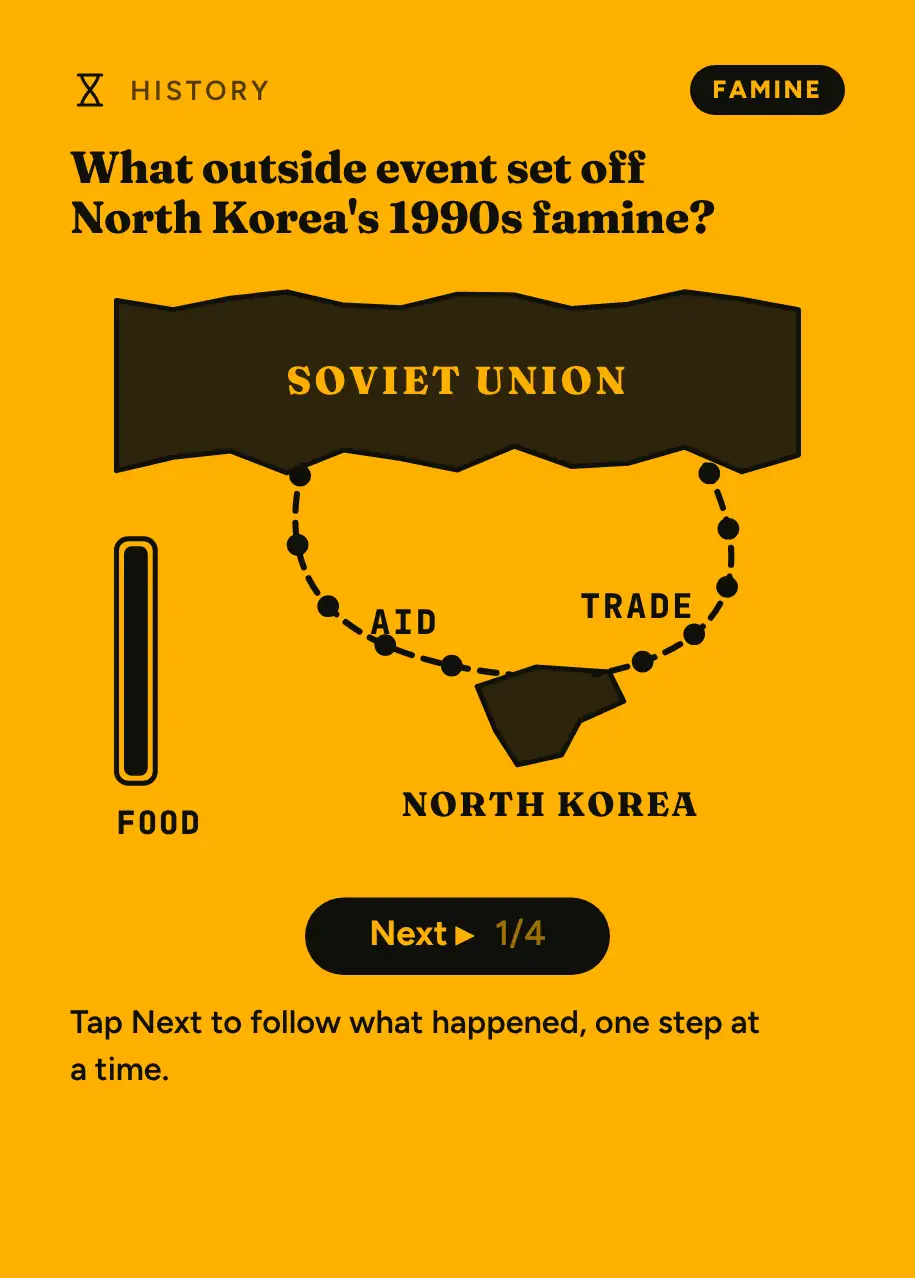 HISTORY
FAMINE
What outside event set off
North Korea's 1990s famine?
SOVIET UNION
AID
TRADE
NORTH KOREA
FOOD
Next ▶ 1/4
Tap Next to follow what happened, one step at
a time.